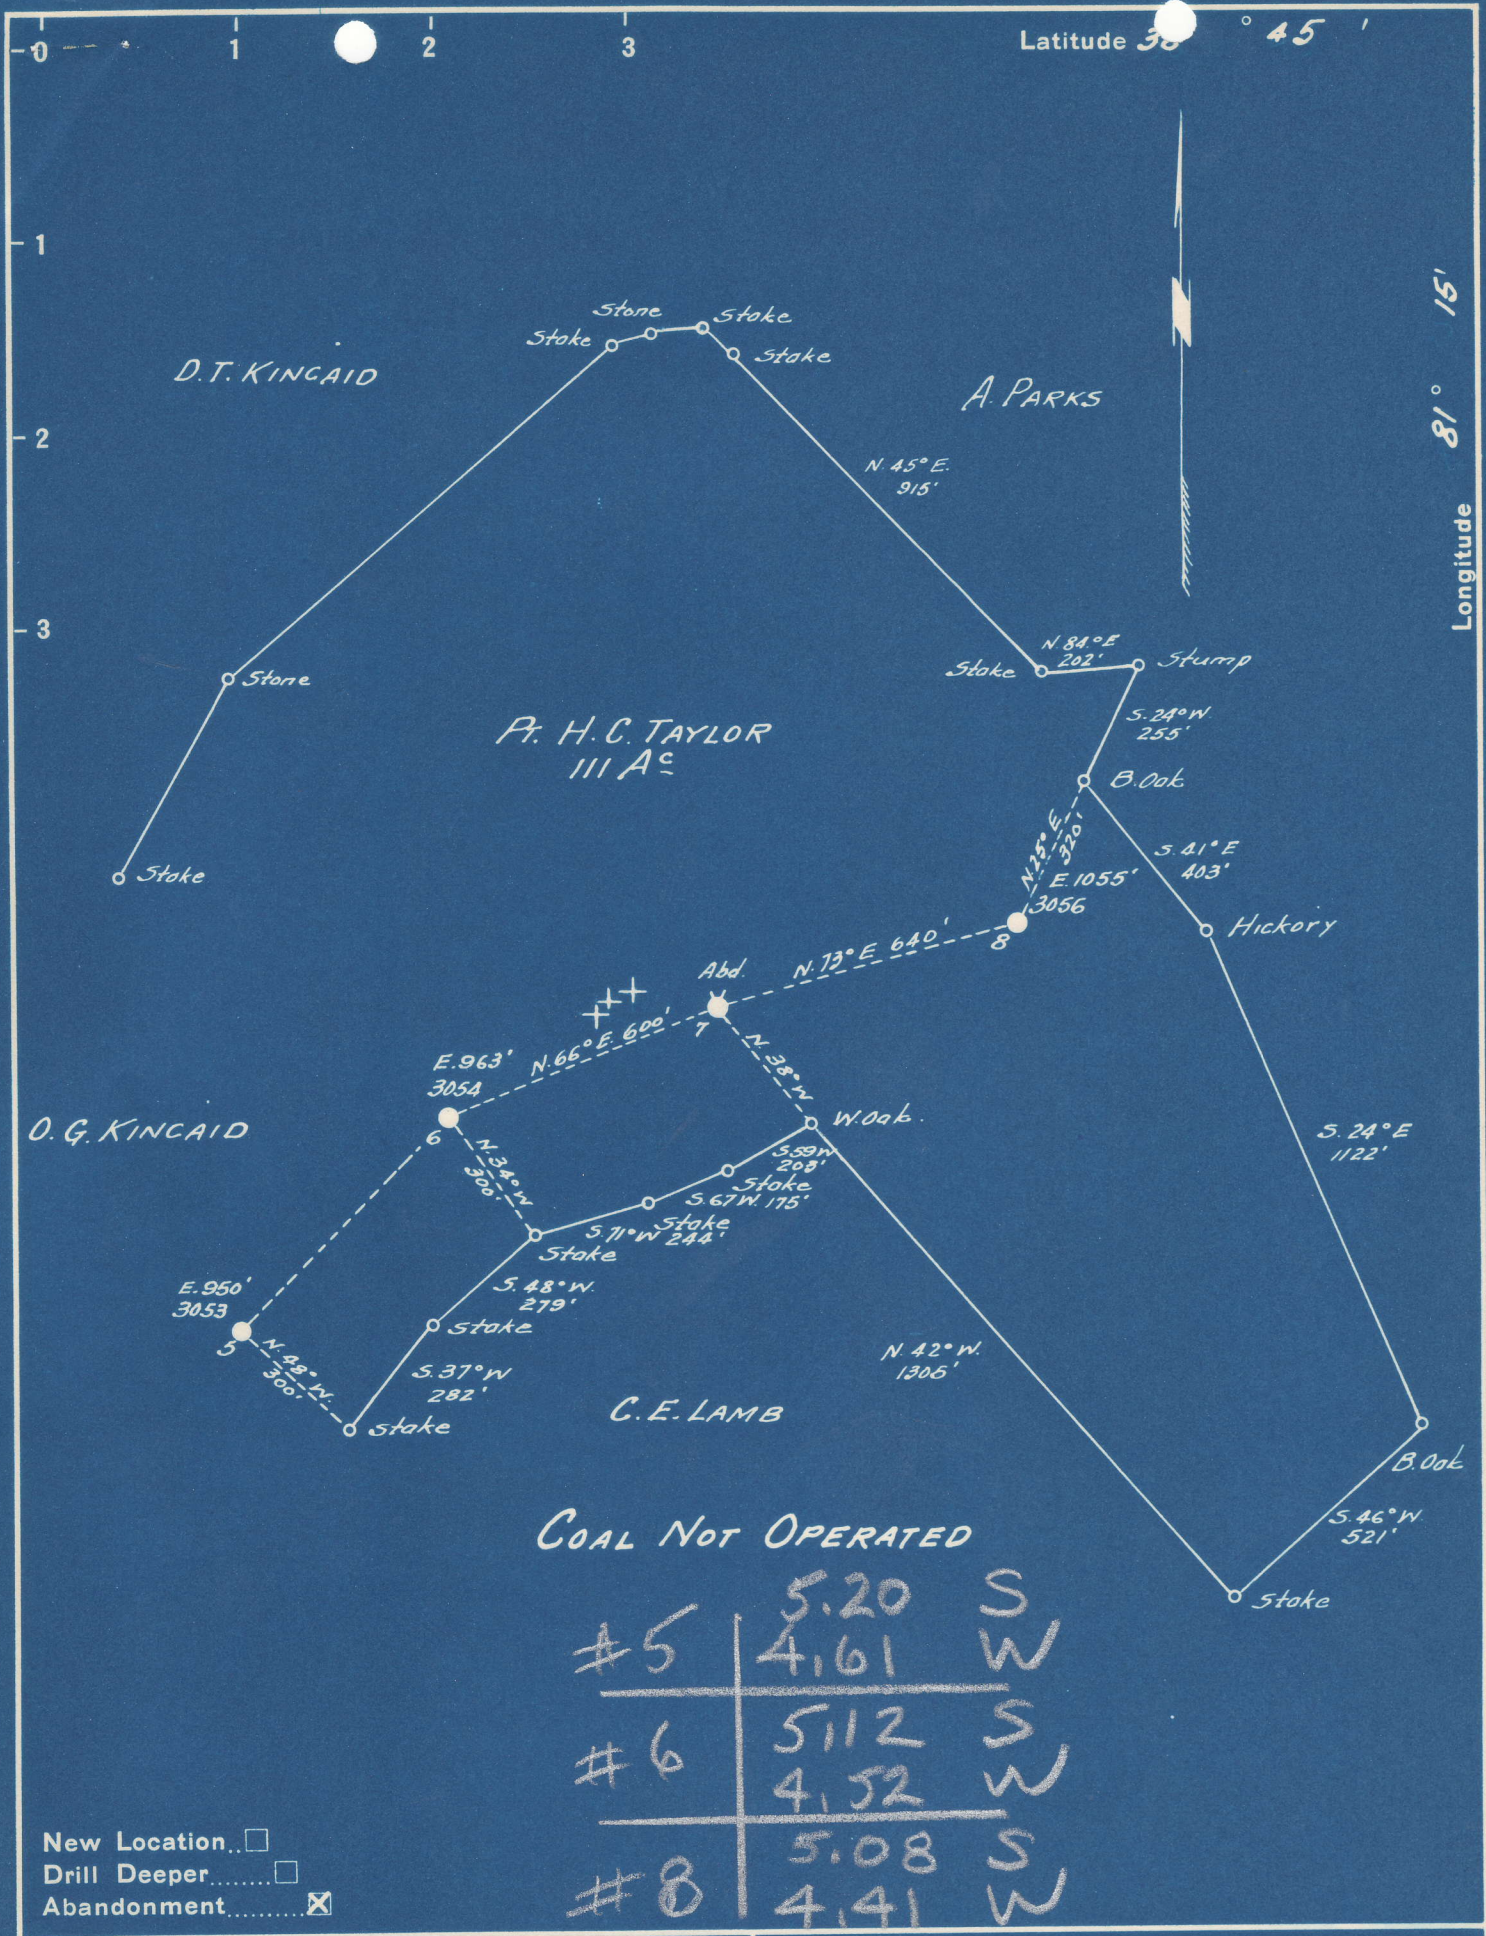 0 1 2 3 Latitude 38° 45'
1
2
3
Longitude 81° 15'
Stone
Stake
Stake
Stake
D.T. KINCAID
A. PARKS
N. 45° E.
915'
N. 84° E
202'
Stake
Stump
Stone
S. 24° W.
255'
Pt. H.C. TAYLOR
111 Ac
B. Oak
N. 25° E
320'
S. 41° E
403'
Stake
E. 1055'
3056
8
Hickory
N. 73° E 640'
Abd.
7
N. 66° E. 600'
N. 38° W
E. 963'
3054
6
W. Oak.
O. G. KINCAID
S. 24° E
1122'
N. 34° W
300'
S 59 W
Stake
S. 67 W. 175'
Stake
S. 71° W 244'
Stake
E. 950'
3053
5
S. 48° W.
279'
Stake
N. 48° W.
300'
S. 37° W
282'
Stake
N. 42° W.
1306'
C. E. LAMB
B. Oak
S. 46° W.
521'
Stake
COAL NOT OPERATED
#5 5.20 S
4.61 W
#6 5.12 S
4.52 W
#8 5.08 S
4.41 W
New Location..
Drill Deeper........
Abandonment.......... X